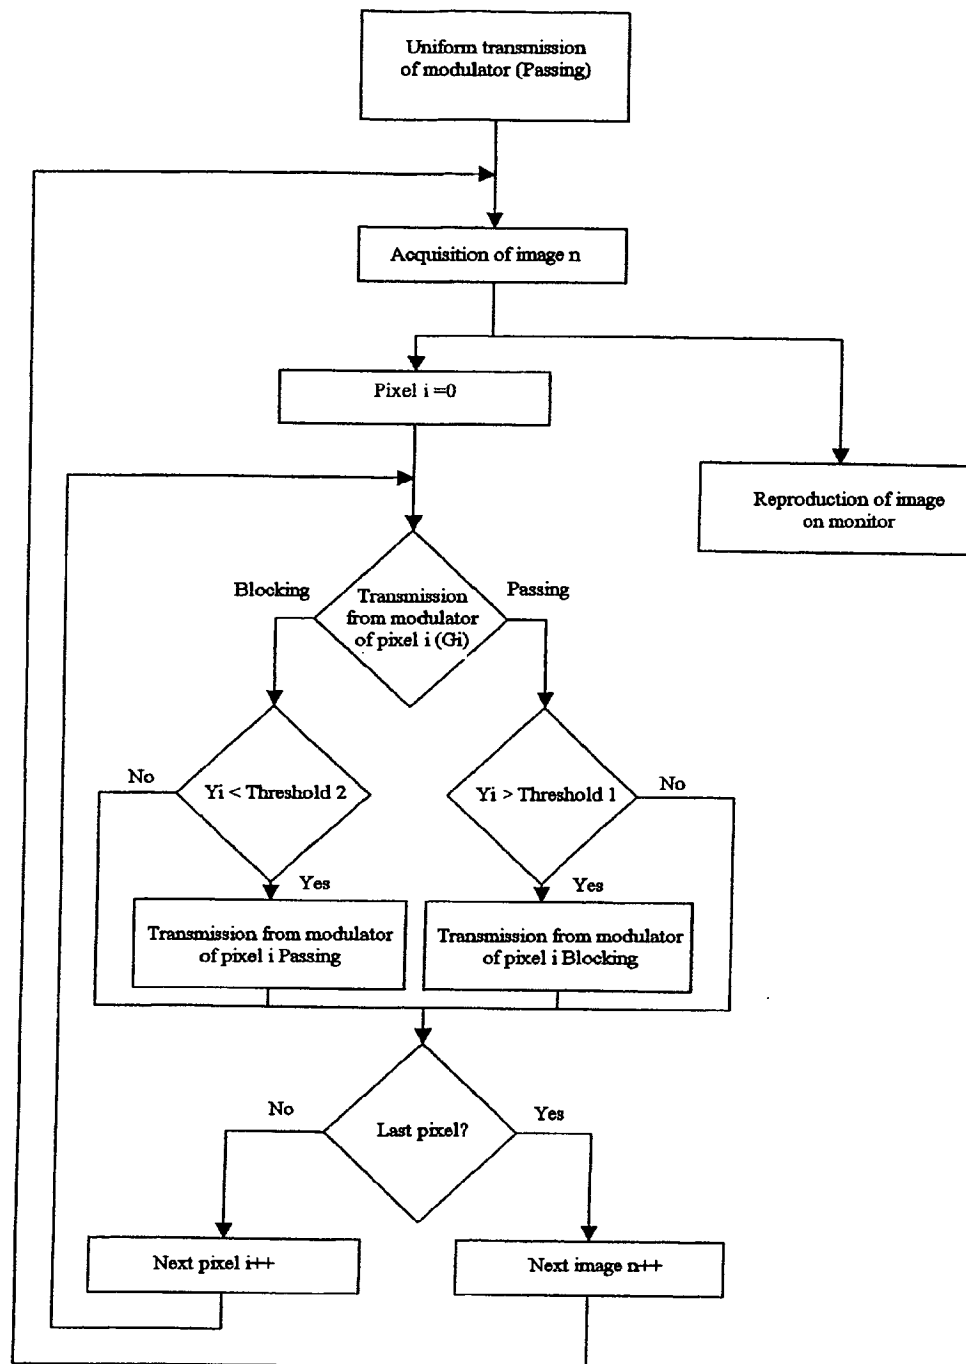 Uniform transmission
of modulator (Passing)
Acquisition of image n
Pixel i =0
Reproduction of image
on monitor
Blocking
Passing
Transmission
from modulator
of pixel i (Gi)
No
Yi < Threshold 2
Yi > Threshold 1
No
Yes
Yes
Transmission from modulator
of pixel i Passing
Transmission from modulator
of pixel i Blocking
No
Yes
Last pixel?
Next pixel i++
Next image n++